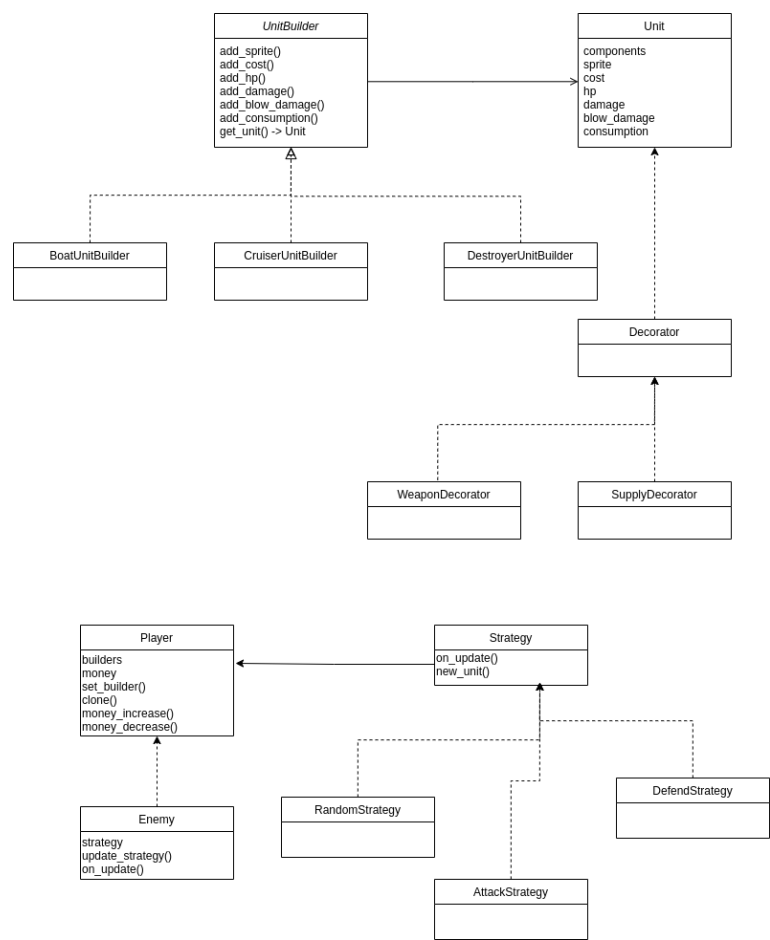 UnitBuilder
add_sprite()
add_cost()
add_hp()
add_damage()
add_blow_damage()
add_consumption()
get_unit() -> Unit
Unit
components
sprite
cost
hp
damage
blow_damage
consumption
BoatUnitBuilder
CruiserUnitBuilder
DestroyerUnitBuilder
Decorator
WeaponDecorator
SupplyDecorator
Player
builders
money
set_builder()
clone()
money_increase()
money_decrease()
Strategy
on_update()
new_unit()
Enemy
strategy
update_strategy()
on_update()
RandomStrategy
DefendStrategy
AttackStrategy